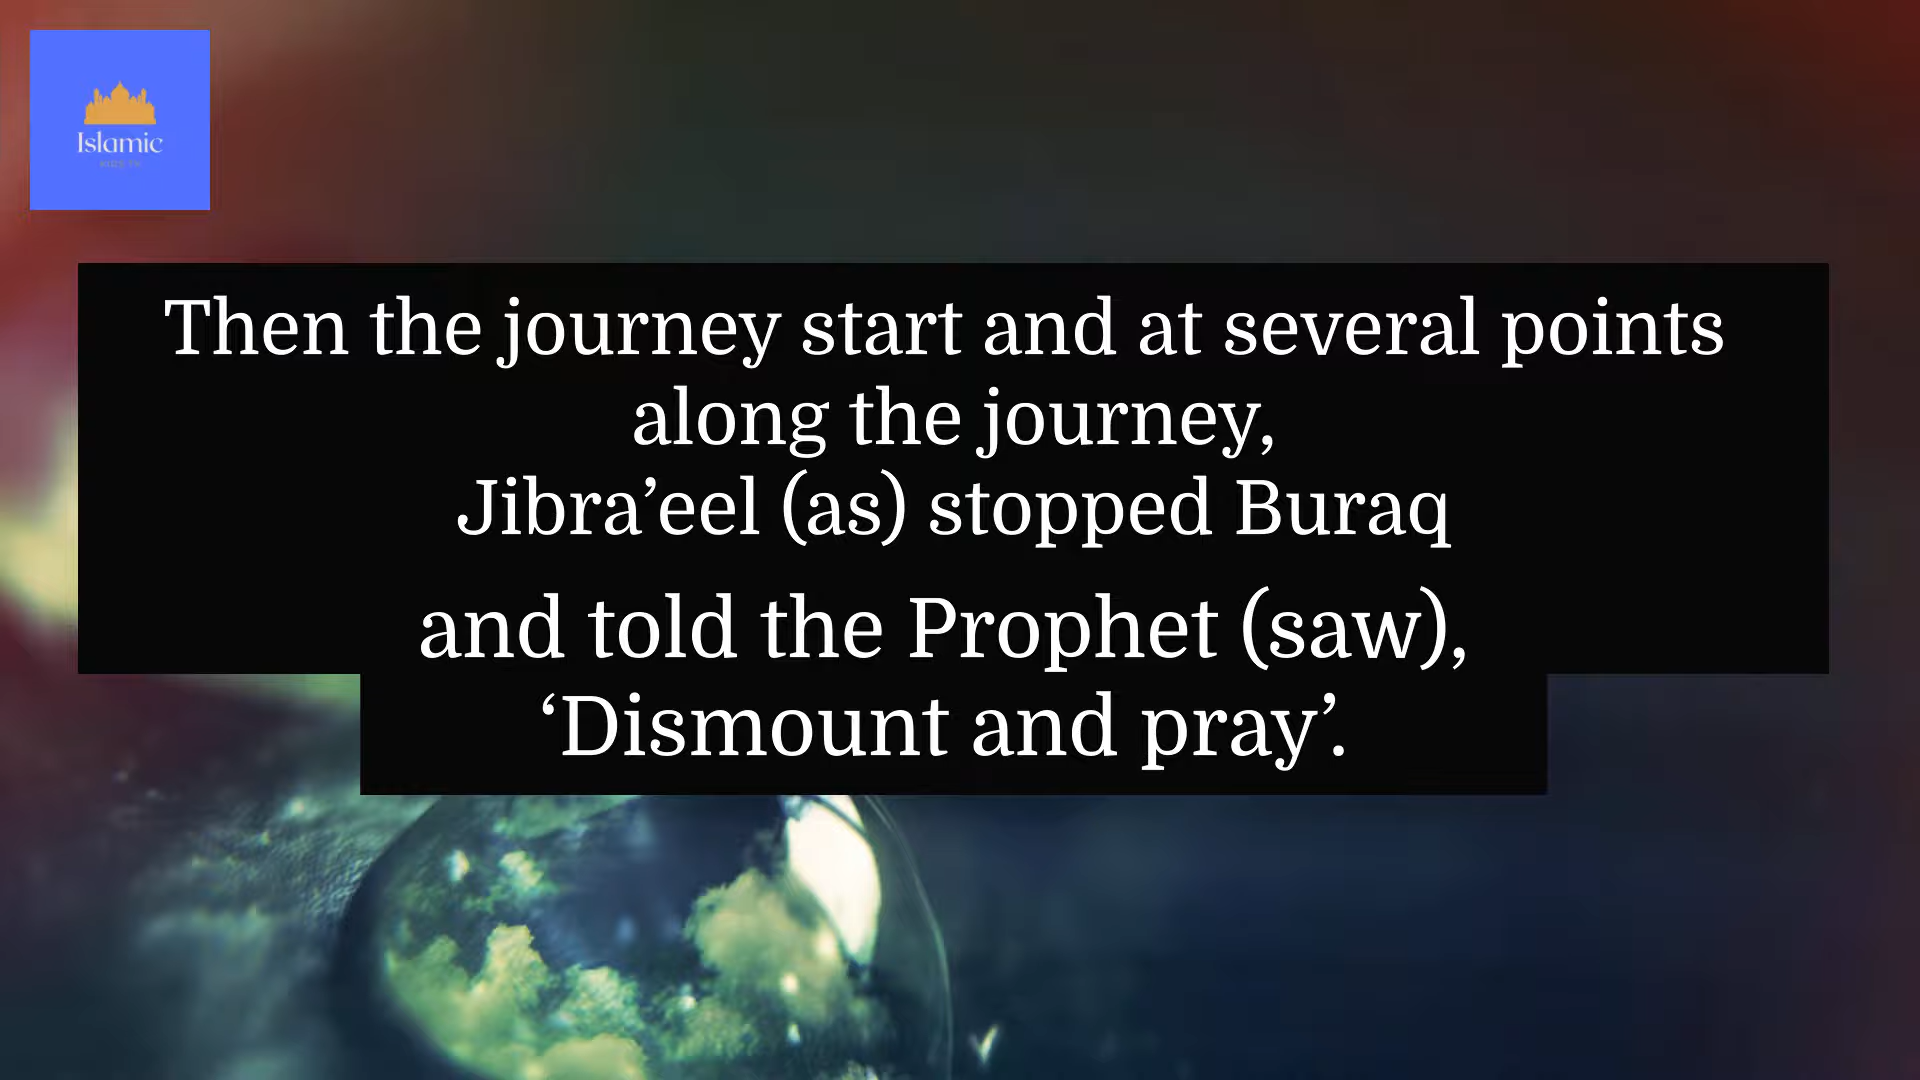 Islamic
Then the journey start and at several points
along the journey,
Jibra’eel (as) stopped Buraq
and told the Prophet (saw),
‘Dismount and pray’.